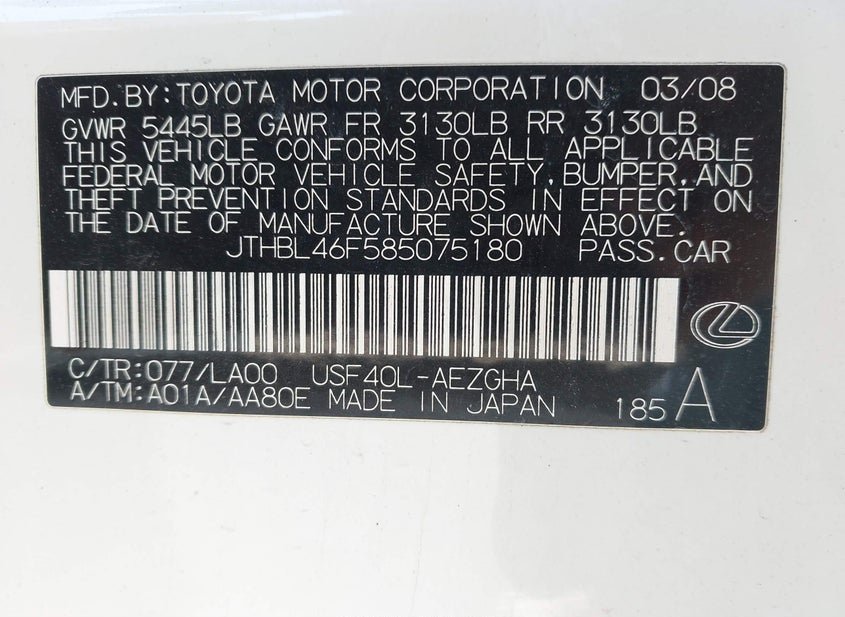 MFD.BY:TOYOTA MOTOR CORPORATION 03/08
GVWR 5445LB GAWR FR 3130LB RR 3130LB
THIS VEHICLE CONFORMS TO ALL APPLICABLE
FEDERAL MOTOR VEHICLE SAFETY,BUMPER,AND
THEFT PREVENTION STANDARDS IN EFFECT ON
THE DATE OF MANUFACTURE SHOWN ABOVE.
JTHBL46F585075180 PASS.CAR
C/TR:077/LA00 USF40L-AEZGHA
A/TM:A01A/AA80E MADE IN JAPAN 185 A